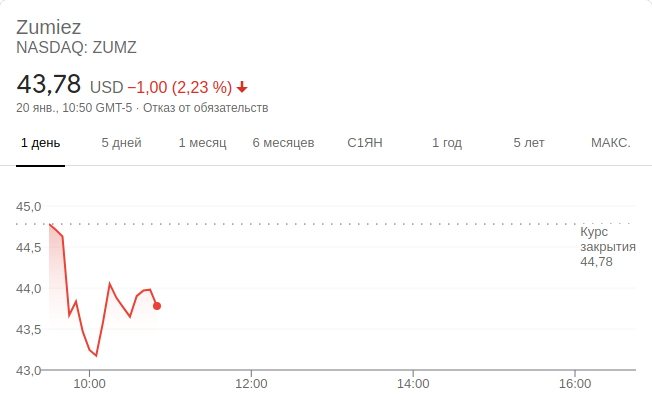 Zumiez
NASDAQ: ZUMZ
43,78 USD −1,00 (2,23 %)
20 янв., 10:50 GMT-5 · Отказ от обязательств
1 день 5 дней 1 месяц 6 месяцев С1ЯН 1 год 5 лет МАКС.
45,0
Курс
закрытия
44,78
44,5
44,0
43,5
43,0
10:00 12:00 14:00 16:00